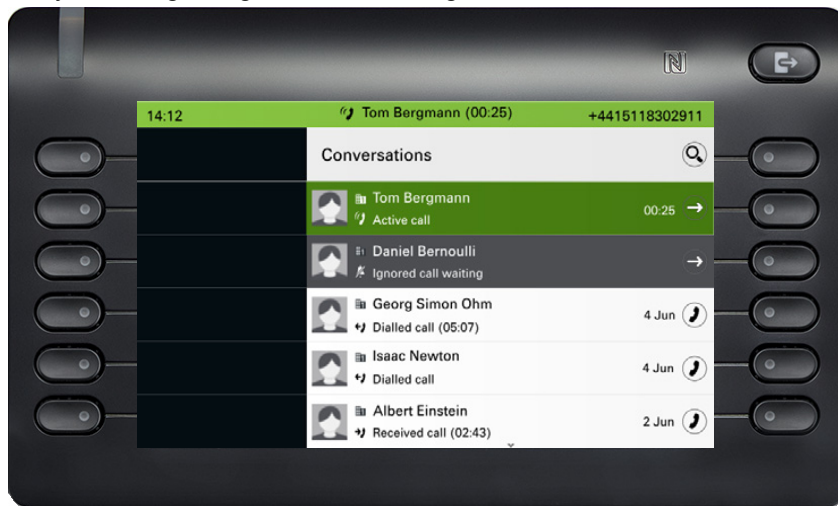 14:12
Tom Bergmann (00:25)
+4415118302911
Conversations
Tom Bergmann
Active call
00:25
Daniel Bernoulli
Ignored call waiting
Georg Simon Ohm
Dialled call (05:07)
4 Jun
Isaac Newton
Dialled call
4 Jun
Albert Einstein
Received call (02:43)
2 Jun